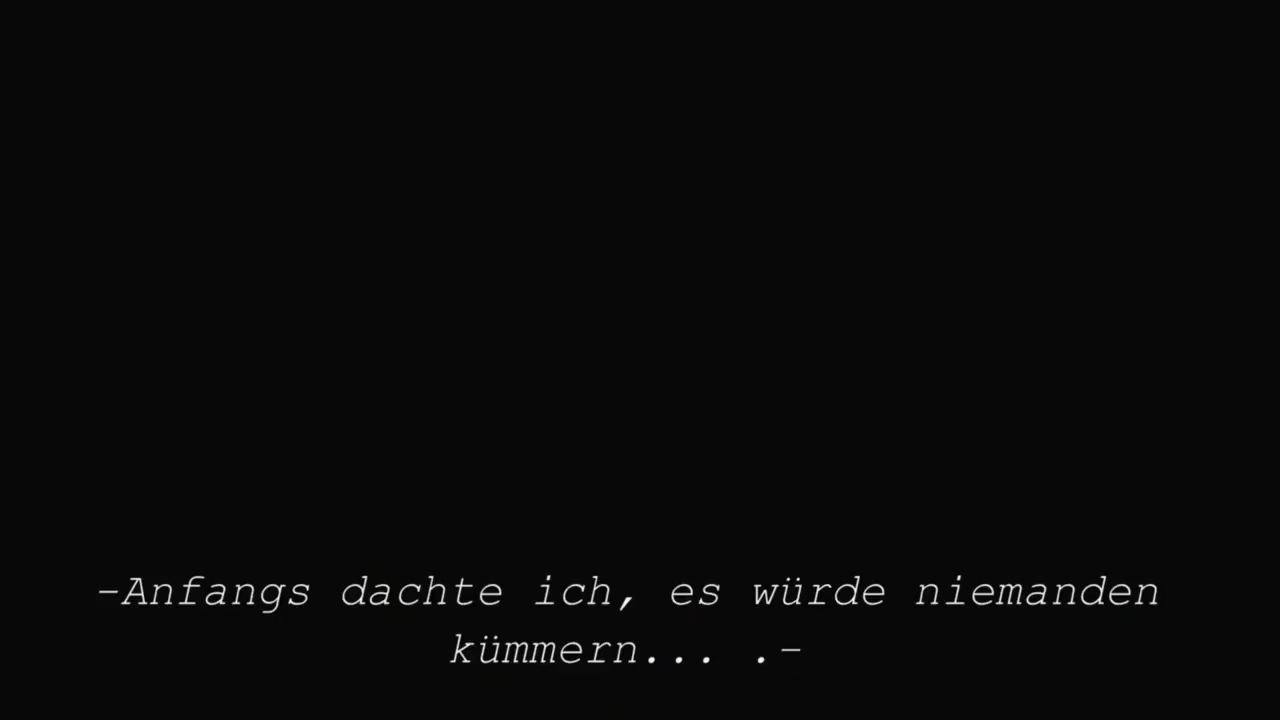 -Anfangs dachte ich, es würde niemanden
kümmern... .-